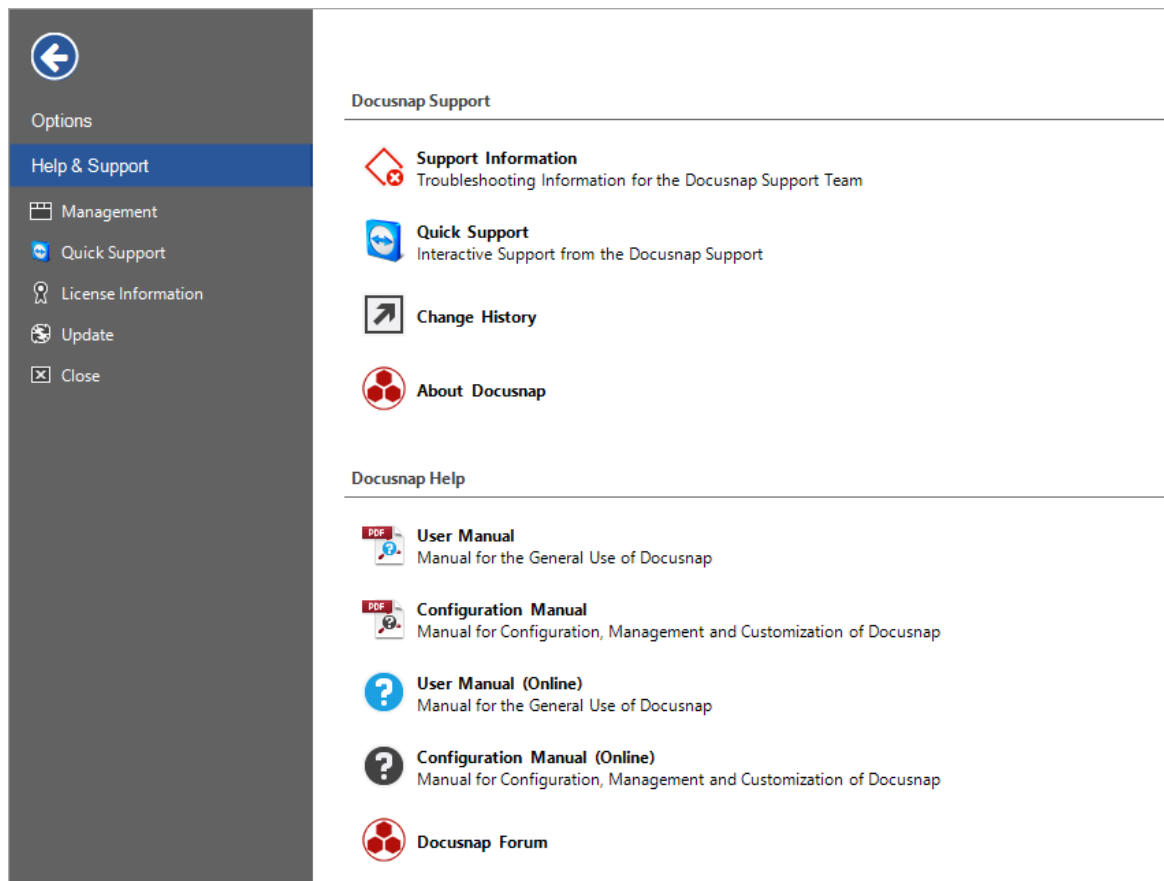 Options
Help & Support
Management
Quick Support
License Information
Update
Close
Docusnap Support
Support Information
Troubleshooting Information for the Docusnap Support Team
Quick Support
Interactive Support from the Docusnap Support
Change History
About Docusnap
Docusnap Help
PDF
User Manual
Manual for the General Use of Docusnap
PDF
Configuration Manual
Manual for Configuration, Management and Customization of Docusnap
User Manual (Online)
Manual for the General Use of Docusnap
Configuration Manual (Online)
Manual for Configuration, Management and Customization of Docusnap
Docusnap Forum